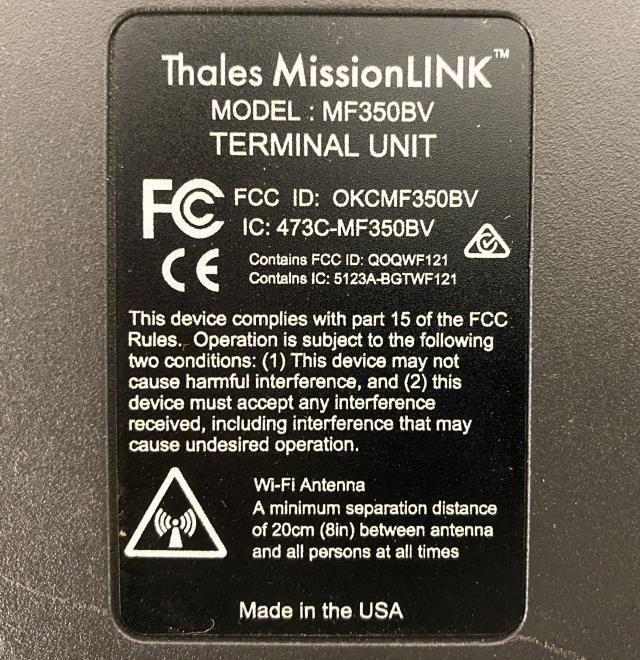 Thales MissionLINK™
MODEL : MF350BV
TERMINAL UNIT
FCC
FCC ID: OKCMF350BV
IC: 473C-MF350BV
CE
Contains FCC ID: QOQWF121
Contains IC: 5123A-BGTWF121
This device complies with part 15 of the FCC
Rules. Operation is subject to the following
two conditions: (1) This device may not
cause harmful interference, and (2) this
device must accept any interference
received, including interference that may
cause undesired operation.
Wi-Fi Antenna
A minimum separation distance
of 20cm (8in) between antenna
and all persons at all times
Made in the USA